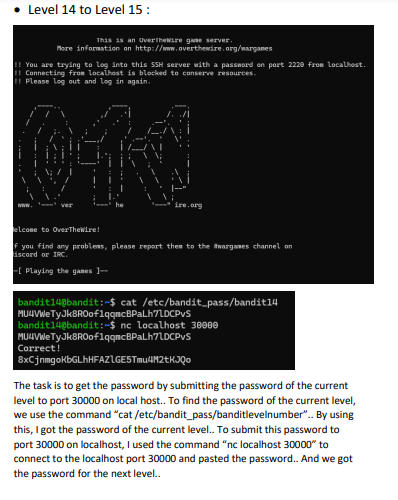 • Level 14 to Level 15 :
This is an OverTheWire game server.
More information on http://www.overthewire.org/wargames
!! You are trying to log into this SSH server with a password on port 2220 from localhost.
!! Connecting from localhost is blocked to conserve resources.
!! Please log out and log in again.
www. ver he ire.org
elcome to OverTheWire!
f you find any problems, please report them to the #wargames channel on
iscord or IRC.
-[ Playing the games ]--
bandit14@bandit:~$ cat /etc/bandit_pass/bandit14
MU4VWeTyJk8ROof1qqmcBPaLh7lDCPvS
bandit14@bandit:~$ nc localhost 30000
MU4VWeTyJk8ROof1qqmcBPaLh7lDCPvS
Correct!
8xCjnmgoKbGLhHFAZlGE5Tmu4M2tKJQo
The task is to get the password by submitting the password of the current
level to port 30000 on local host.. To find the password of the current level,
we use the command “cat /etc/bandit_pass/banditlevelnumber”.. By using
this, I got the password of the current level.. To submit this password to
port 30000 on localhost, I used the command “nc localhost 30000” to
connect to the localhost port 30000 and pasted the password.. And we got
the password for the next level..